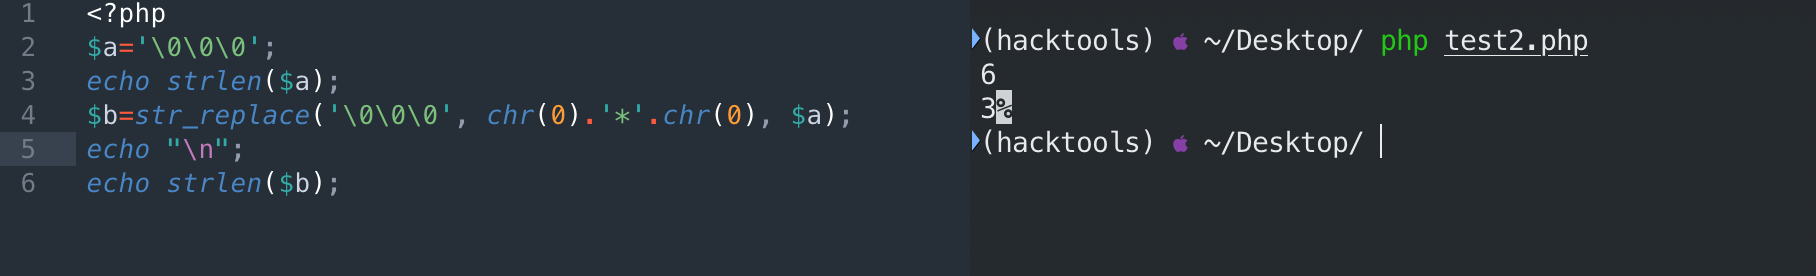 1 <?php
2 $a='\0\0\0';
3 echo strlen($a);
4 $b=str_replace('\0\0\0', chr(0).'*'.chr(0), $a);
5 echo "\n";
6 echo strlen($b);
(hacktools) ~/Desktop/ php test2.php
6
3%
(hacktools) ~/Desktop/